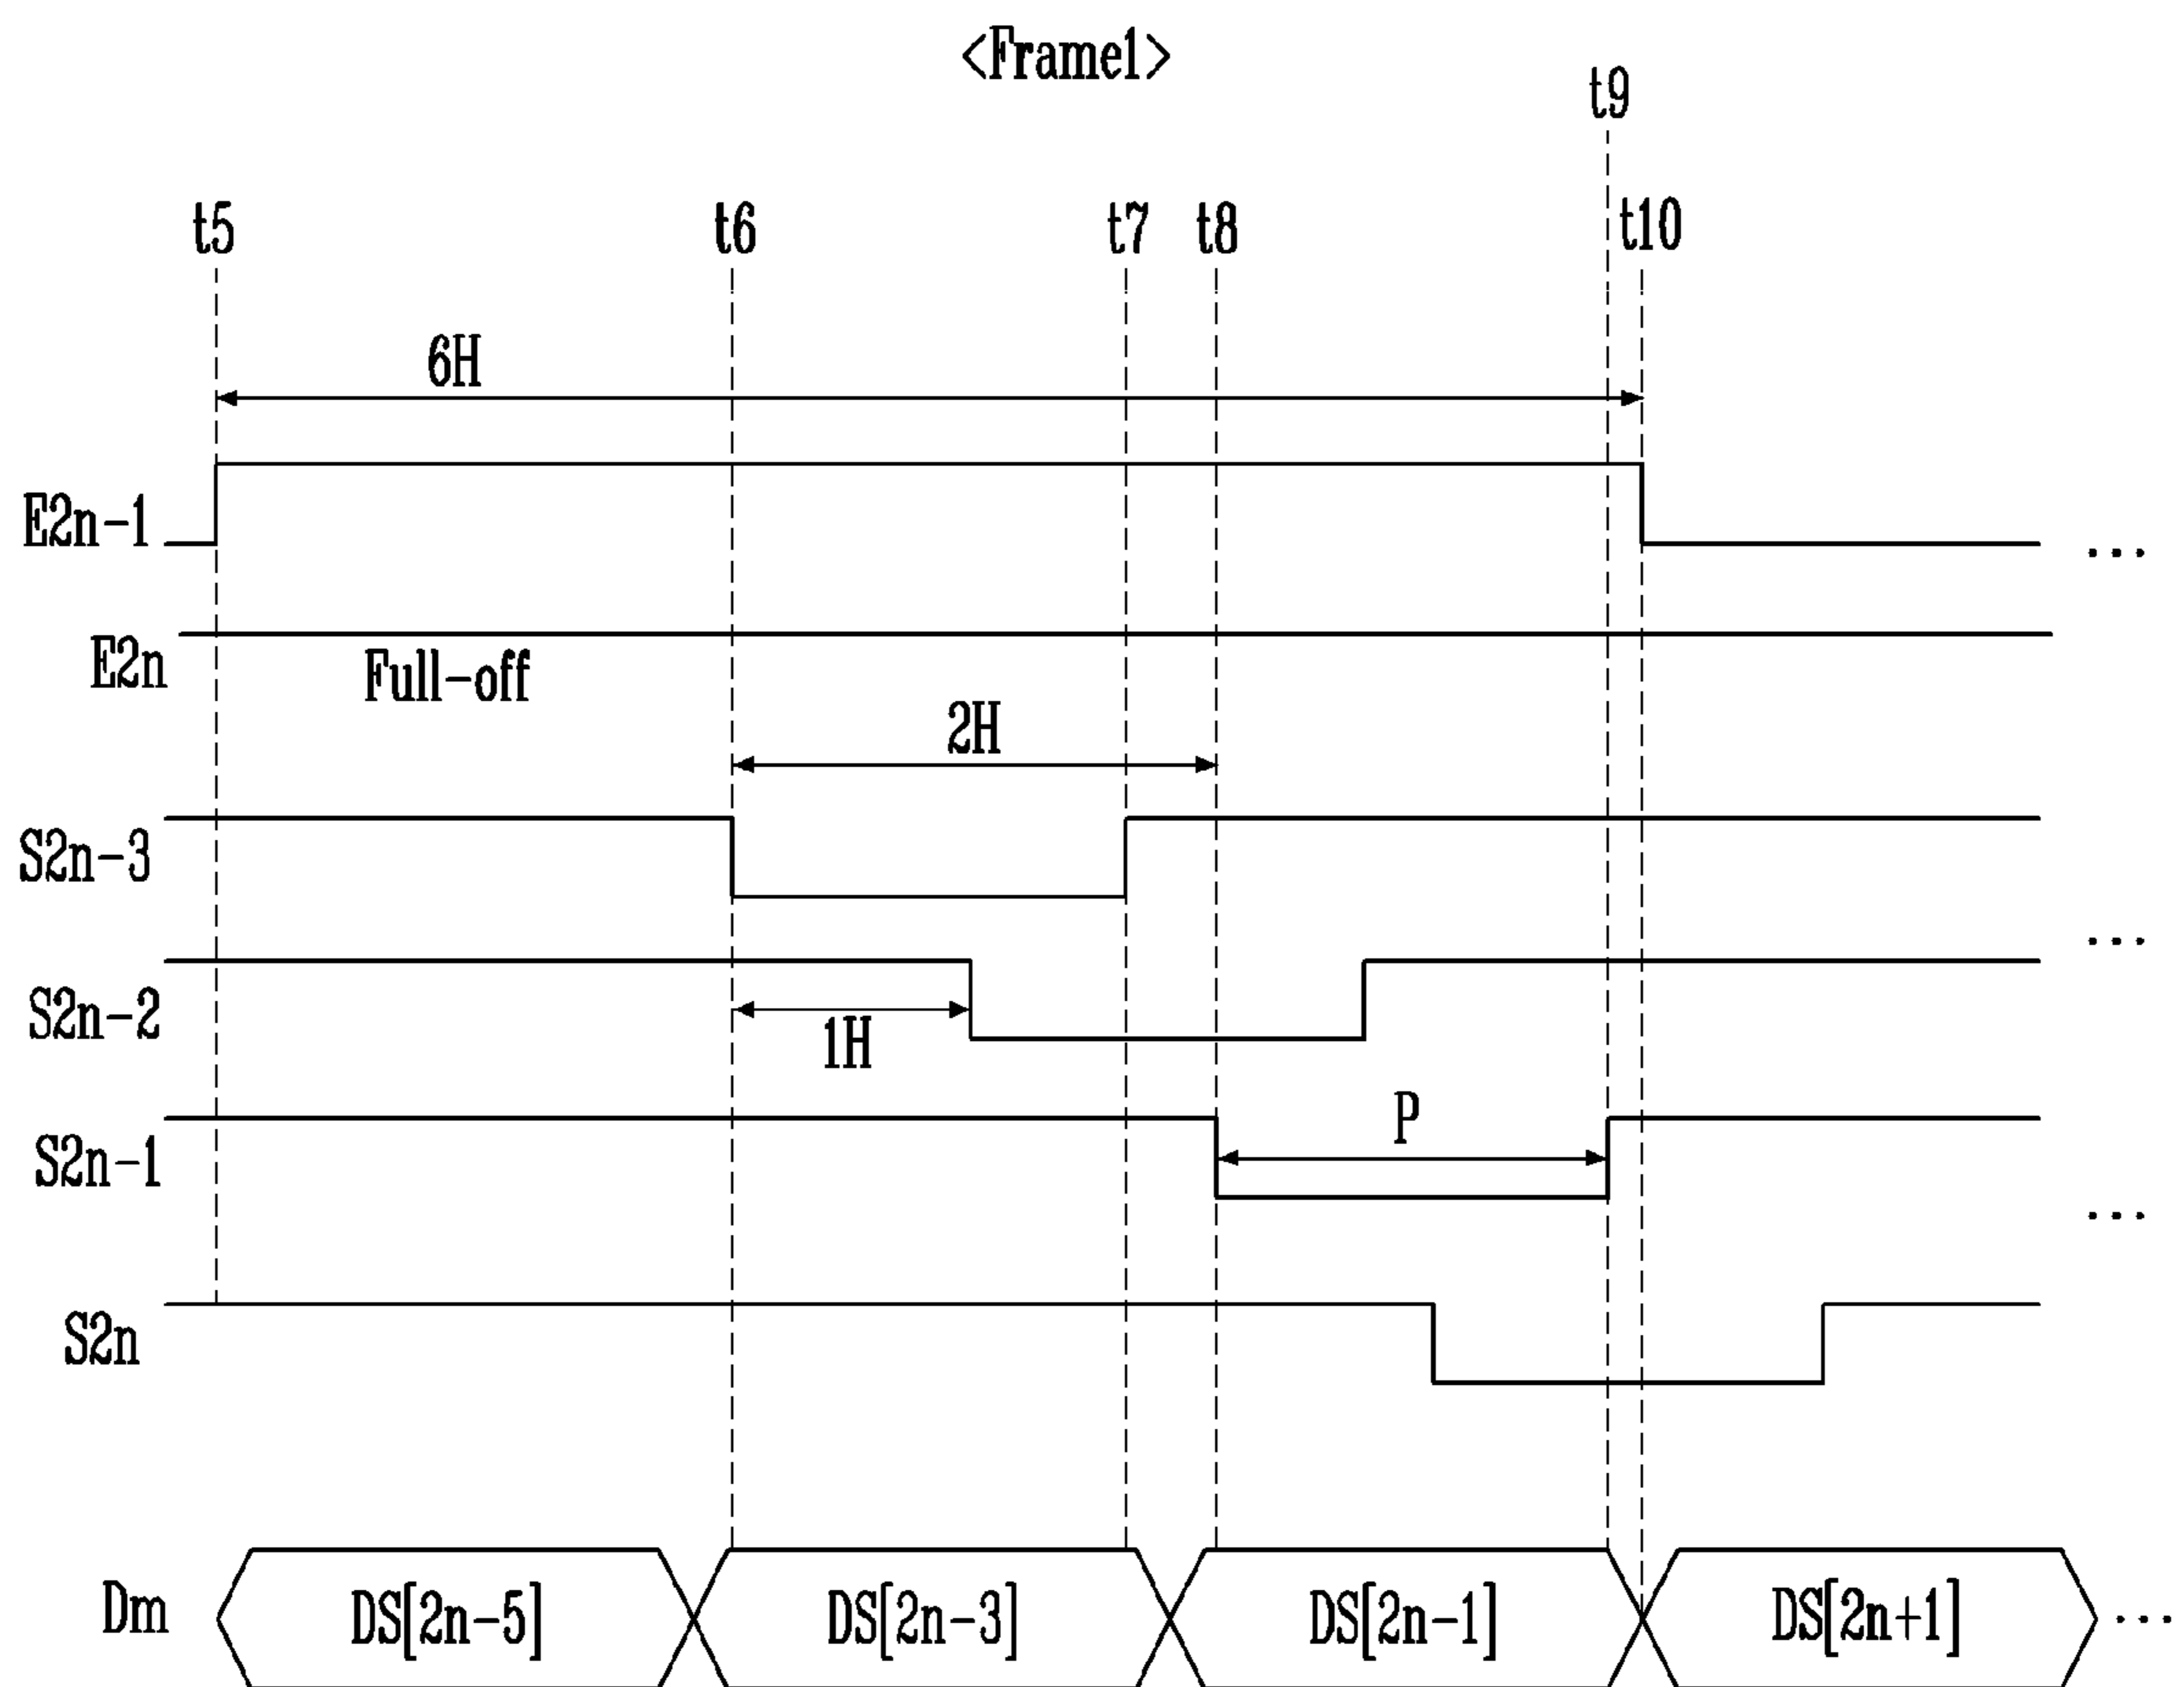 <Frame1>
t9
t5 t6 t7 t8 t10
6H
E2n-1
...
E2n
Full-off
2H
S2n-3
...
S2n-2
1H
P
S2n-1
...
S2n
Dm DS[2n-5] DS[2n-3] DS[2n-1] DS[2n+1] ...